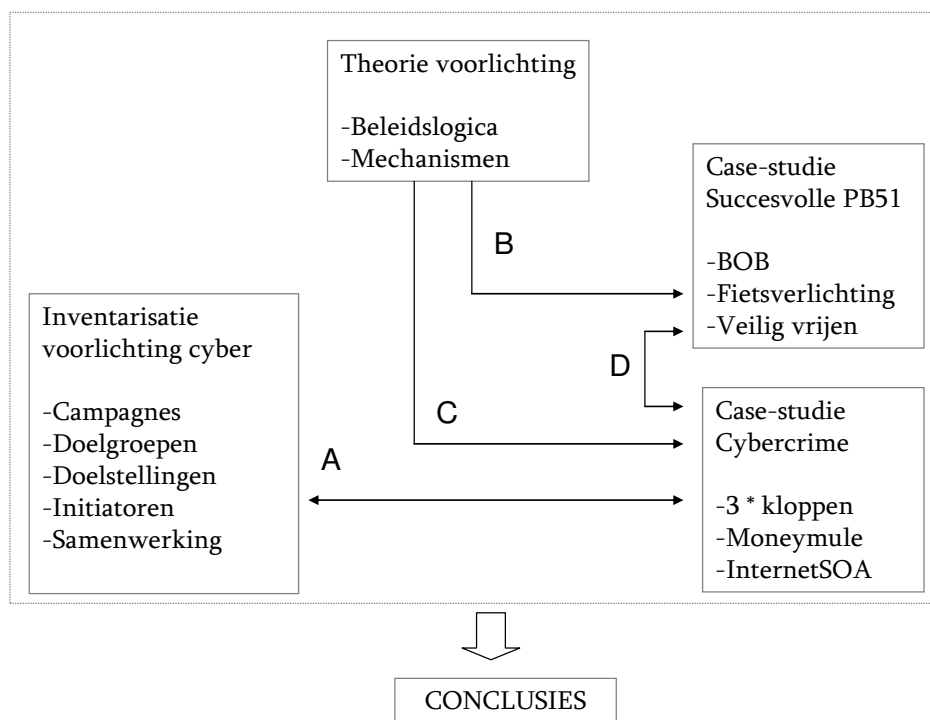 Theorie voorlichting
-Beleidslogica
-Mechanismen
Case-studie
Succesvolle PB51
-BOB
-Fietsverlichting
-Veilig vrijen
B
Inventarisatie
voorlichting cyber
-Campagnes
-Doelgroepen
-Doelstellingen
-Initiatoren
-Samenwerking
D
C
A
Case-studie
Cybercrime
-3 * kloppen
-Moneymule
-InternetSOA
CONCLUSIES